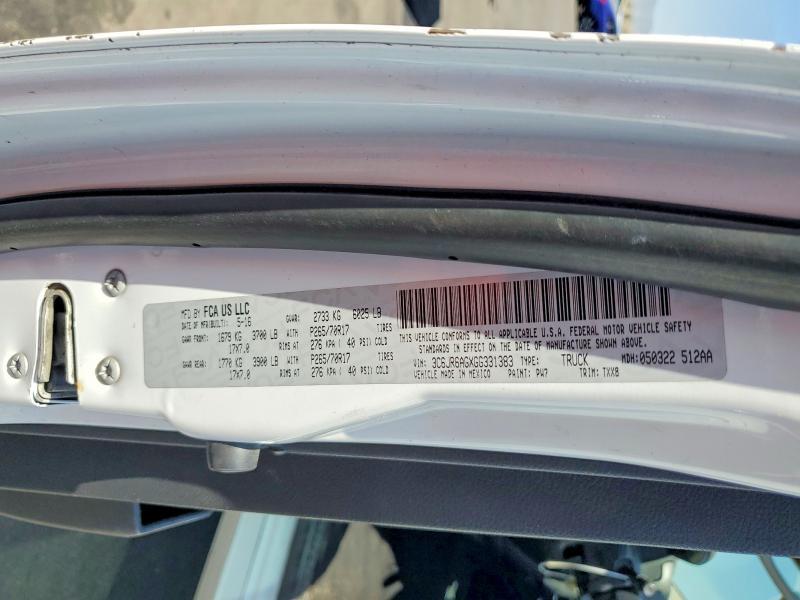 MFD BY FCA US LLC
DATE OF MFR(BUILT): 5-16 GVWR: 2733 KG 6025 LB
GAWR FRONT: 1679 KG 3700 LB WITH P265/70R17 TIRES
17X7.0 RIMS AT 276 KPA ( 40 PSI) COLD
GAWR REAR: 1770 KG 3900 LB WITH P265/70R17 TIRES
17X7.0 RIMS AT 276 KPA ( 40 PSI) COLD
THIS VEHICLE CONFORMS TO ALL APPLICABLE U.S.A. FEDERAL MOTOR VEHICLE SAFETY
STANDARDS IN EFFECT ON THE DATE OF MANUFACTURE SHOWN ABOVE.
VIN: 3C6JR6AGXGG331383 TYPE: TRUCK MDH: 050322 512AA
VEHICLE MADE IN MEXICO PAINT: PW7 TRIM: TXX8